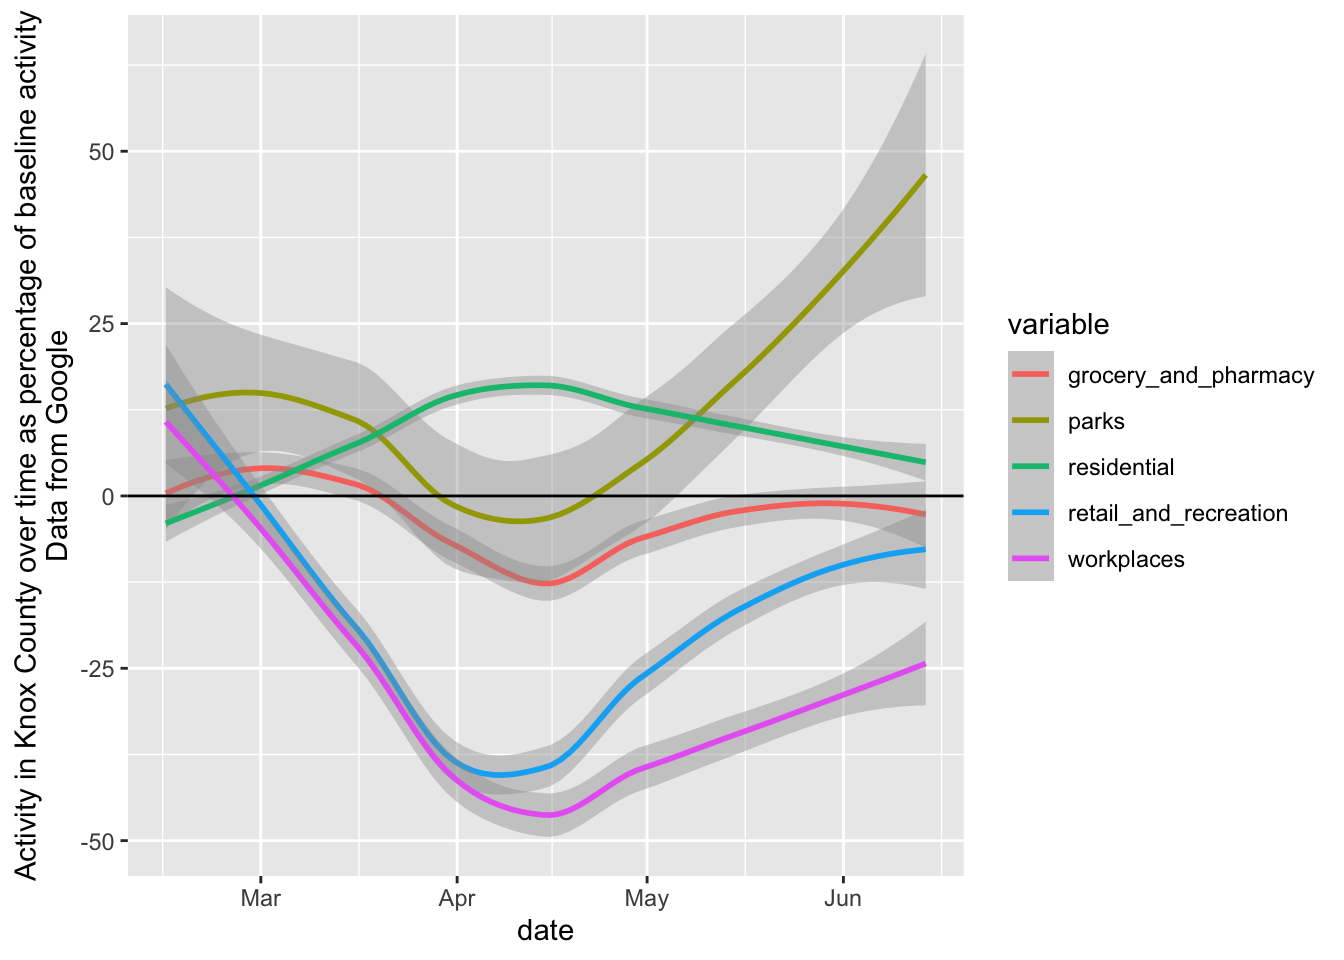 Activity in Knox County over time as percentage of baseline activity
Data from Google
50
25
0
-25
-50
Mar
Apr
May
Jun
date
variable
grocery_and_pharmacy
parks
residential
retail_and_recreation
workplaces